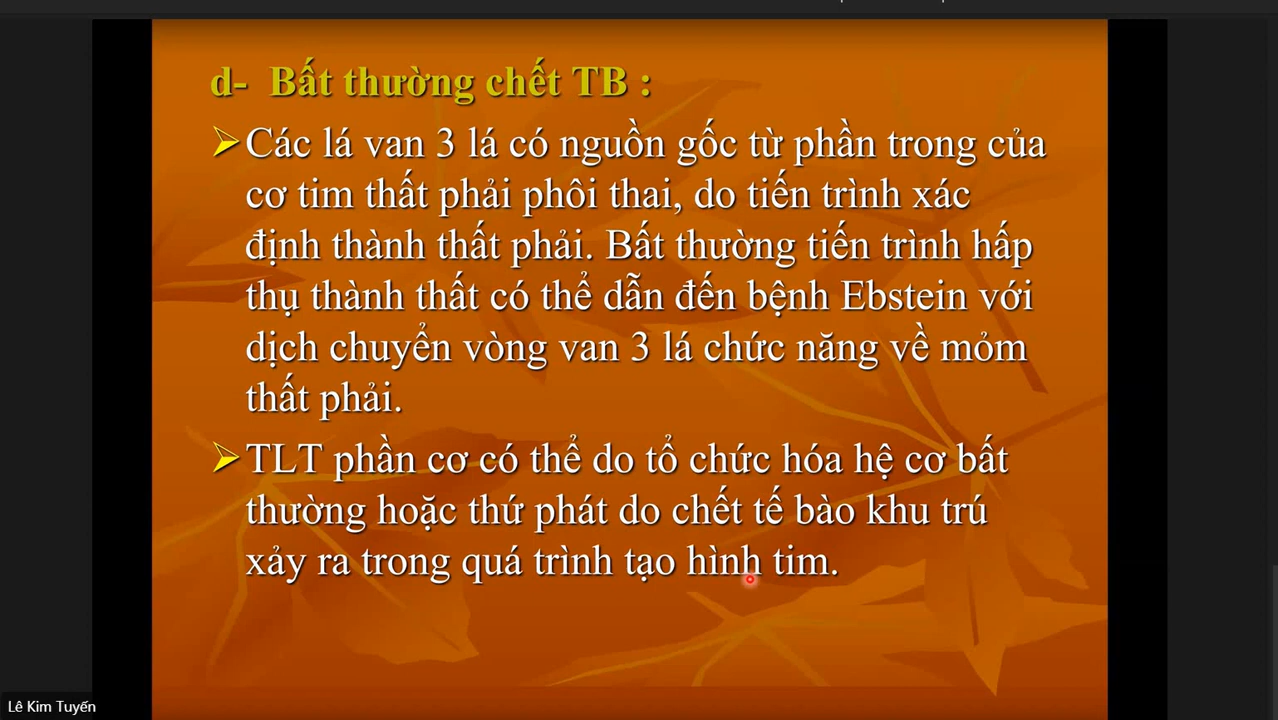 d- Bất thường chết TB :
Các lá van 3 lá có nguồn gốc từ phần trong của
cơ tim thất phải phôi thai, do tiến trình xác
định thành thất phải. Bất thường tiến trình hấp
thụ thành thất có thể dẫn đến bệnh Ebstein với
dịch chuyển vòng van 3 lá chức năng về mỏm
thất phải.
TLT phần cơ có thể do tổ chức hóa hệ cơ bất
thường hoặc thứ phát do chết tế bào khu trú
xảy ra trong quá trình tạo hình tim.
Lê Kim Tuyến